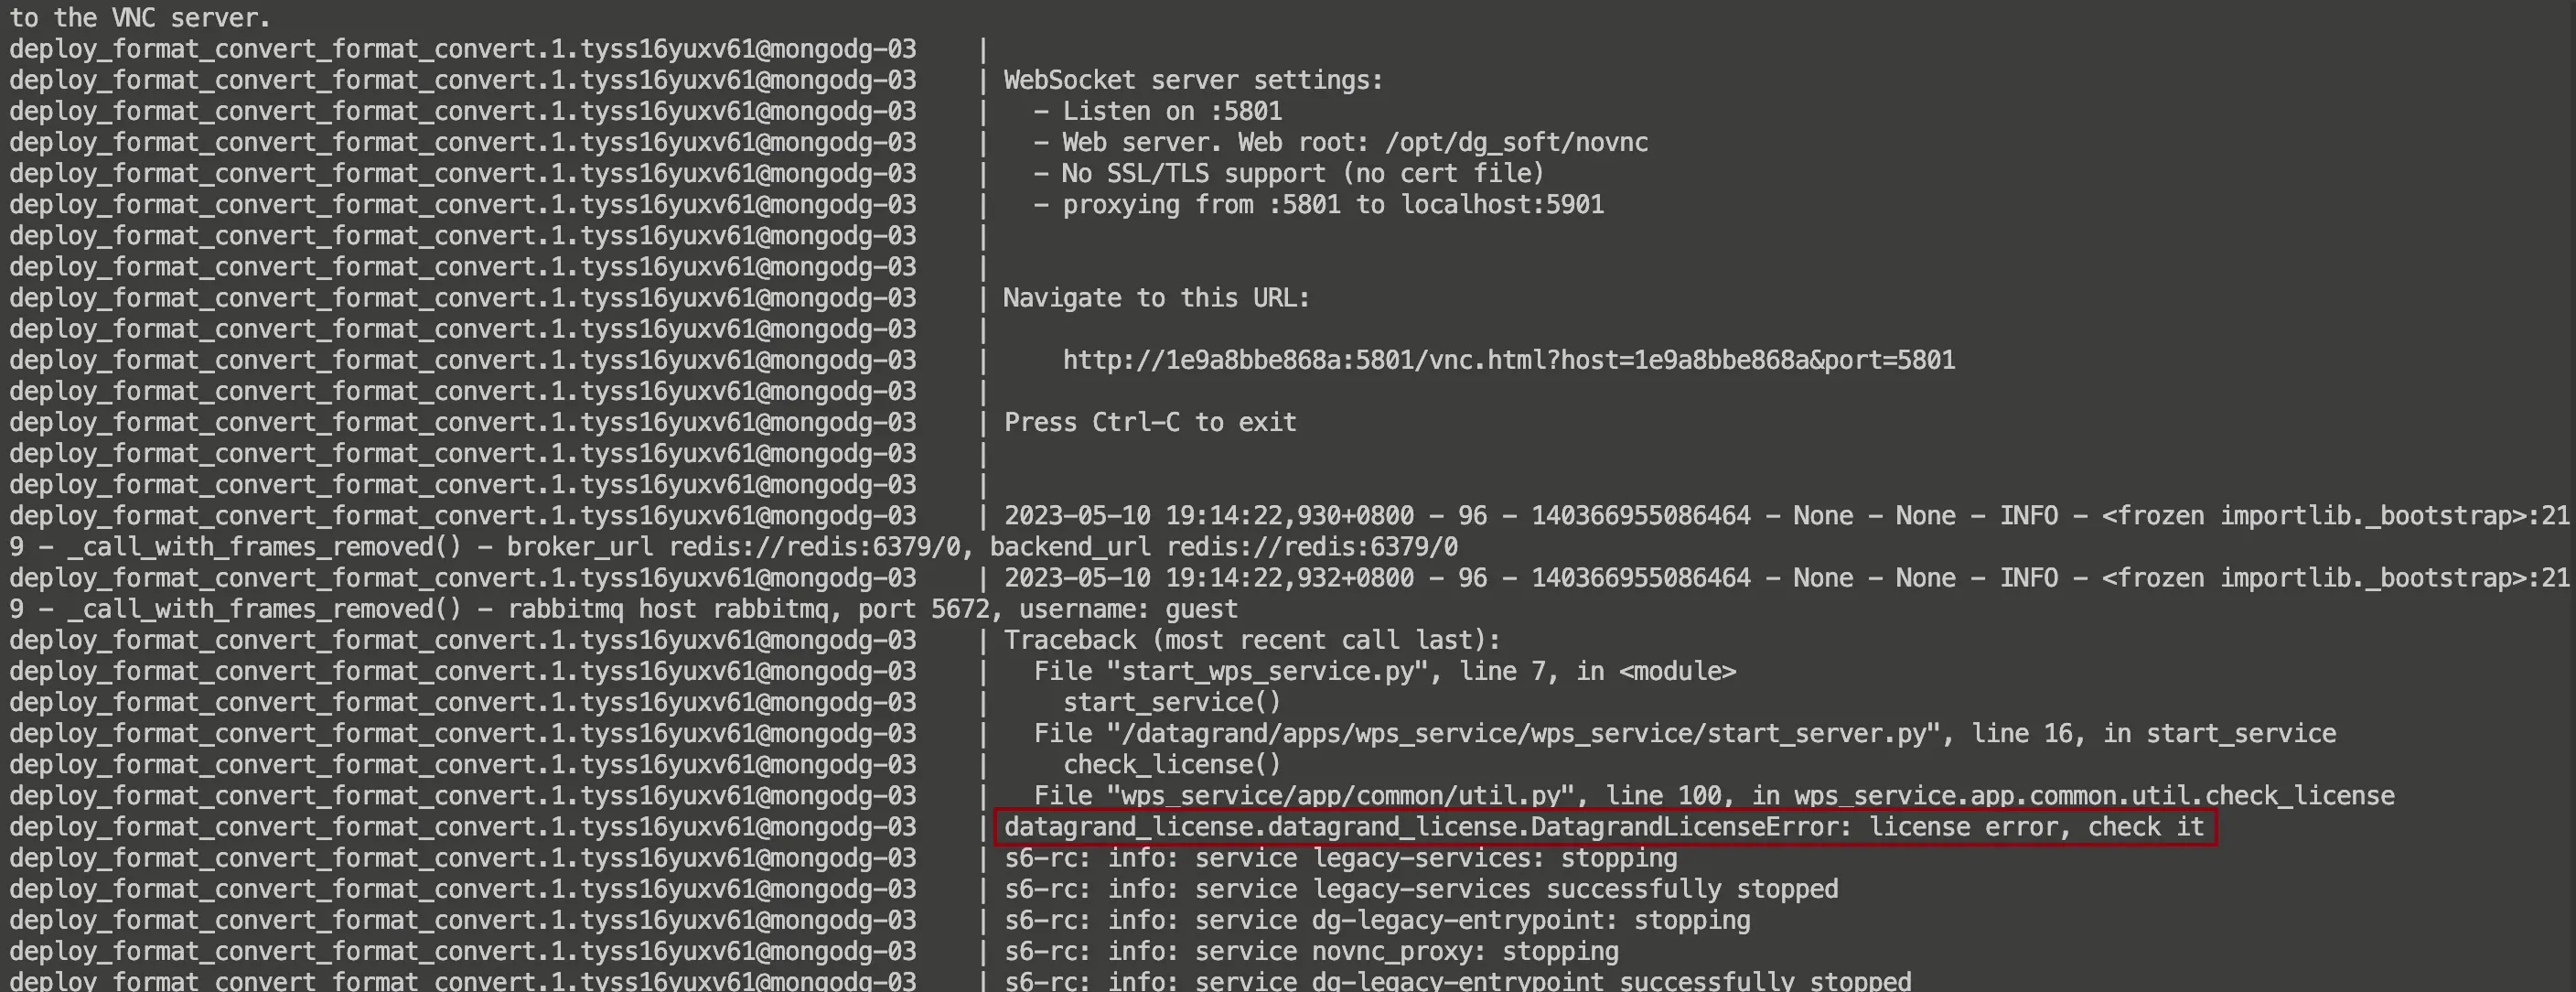 to the VNC server.
deploy_format_convert_format_convert.1.tyss16yuxv61@mongodg-03    |
deploy_format_convert_format_convert.1.tyss16yuxv61@mongodg-03    | WebSocket server settings:
deploy_format_convert_format_convert.1.tyss16yuxv61@mongodg-03    |   - Listen on :5801
deploy_format_convert_format_convert.1.tyss16yuxv61@mongodg-03    |   - Web server. Web root: /opt/dg_soft/novnc
deploy_format_convert_format_convert.1.tyss16yuxv61@mongodg-03    |   - No SSL/TLS support (no cert file)
deploy_format_convert_format_convert.1.tyss16yuxv61@mongodg-03    |   - proxying from :5801 to localhost:5901
deploy_format_convert_format_convert.1.tyss16yuxv61@mongodg-03    |
deploy_format_convert_format_convert.1.tyss16yuxv61@mongodg-03    |
deploy_format_convert_format_convert.1.tyss16yuxv61@mongodg-03    | Navigate to this URL:
deploy_format_convert_format_convert.1.tyss16yuxv61@mongodg-03    |
deploy_format_convert_format_convert.1.tyss16yuxv61@mongodg-03    |     http://1e9a8bbe868a:5801/vnc.html?host=1e9a8bbe868a&port=5801
deploy_format_convert_format_convert.1.tyss16yuxv61@mongodg-03    |
deploy_format_convert_format_convert.1.tyss16yuxv61@mongodg-03    | Press Ctrl-C to exit
deploy_format_convert_format_convert.1.tyss16yuxv61@mongodg-03    |
deploy_format_convert_format_convert.1.tyss16yuxv61@mongodg-03    |
deploy_format_convert_format_convert.1.tyss16yuxv61@mongodg-03    | 2023-05-10 19:14:22,930+0800 - 96 - 140366955086464 - None - None - INFO - <frozen importlib._bootstrap>:21
9 - _call_with_frames_removed() - broker_url redis://redis:6379/0, backend_url redis://redis:6379/0
deploy_format_convert_format_convert.1.tyss16yuxv61@mongodg-03    | 2023-05-10 19:14:22,932+0800 - 96 - 140366955086464 - None - None - INFO - <frozen importlib._bootstrap>:21
9 - _call_with_frames_removed() - rabbitmq host rabbitmq, port 5672, username: guest
deploy_format_convert_format_convert.1.tyss16yuxv61@mongodg-03    | Traceback (most recent call last):
deploy_format_convert_format_convert.1.tyss16yuxv61@mongodg-03    |   File "start_wps_service.py", line 7, in <module>
deploy_format_convert_format_convert.1.tyss16yuxv61@mongodg-03    |     start_service()
deploy_format_convert_format_convert.1.tyss16yuxv61@mongodg-03    |   File "/datagrand/apps/wps_service/wps_service/start_server.py", line 16, in start_service
deploy_format_convert_format_convert.1.tyss16yuxv61@mongodg-03    |     check_license()
deploy_format_convert_format_convert.1.tyss16yuxv61@mongodg-03    |   File "wps_service/app/common/util.py", line 100, in wps_service.app.common.util.check_license
deploy_format_convert_format_convert.1.tyss16yuxv61@mongodg-03    | datagrand_license.datagrand_license.DatagrandLicenseError: license error, check it
deploy_format_convert_format_convert.1.tyss16yuxv61@mongodg-03    | s6-rc: info: service legacy-services: stopping
deploy_format_convert_format_convert.1.tyss16yuxv61@mongodg-03    | s6-rc: info: service legacy-services successfully stopped
deploy_format_convert_format_convert.1.tyss16yuxv61@mongodg-03    | s6-rc: info: service dg-legacy-entrypoint: stopping
deploy_format_convert_format_convert.1.tyss16yuxv61@mongodg-03    | s6-rc: info: service novnc_proxy: stopping
deploy_format_convert_format_convert.1.tyss16yuxv61@mongodg-03    | s6-rc: info: service dg-legacy-entrypoint successfully stopped